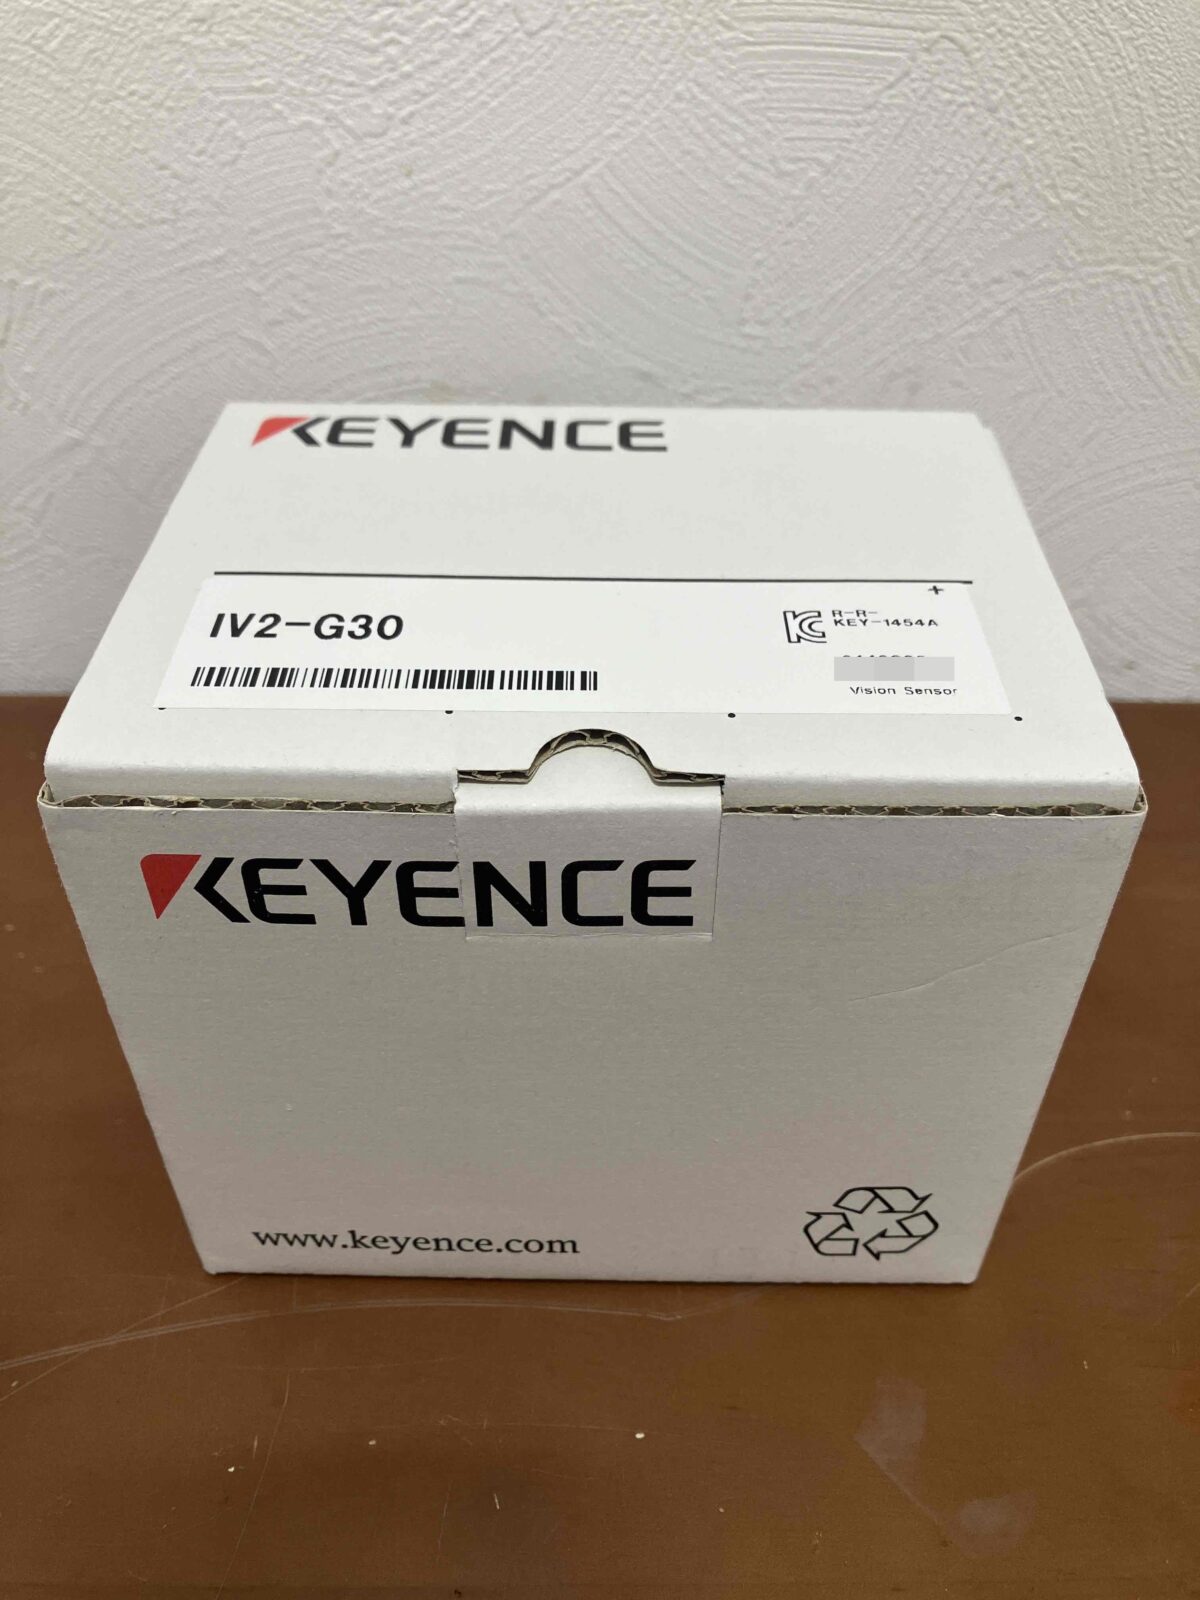 KEYENCE
IV2-G30
R-R-
KEY-1454A
Vision Sensor
KEYENCE
www.keyence.com